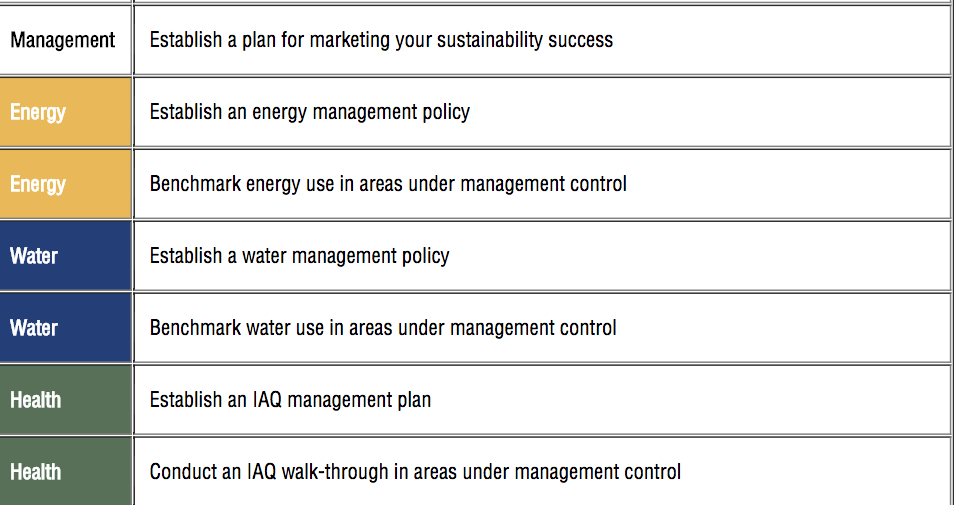 Management Establish a plan for marketing your sustainability success
Energy Establish an energy management policy
Energy Benchmark energy use in areas under management control
Water Establish a water management policy
Water Benchmark water use in areas under management control
Health Establish an IAQ management plan
Health Conduct an IAQ walk-through in areas under management control